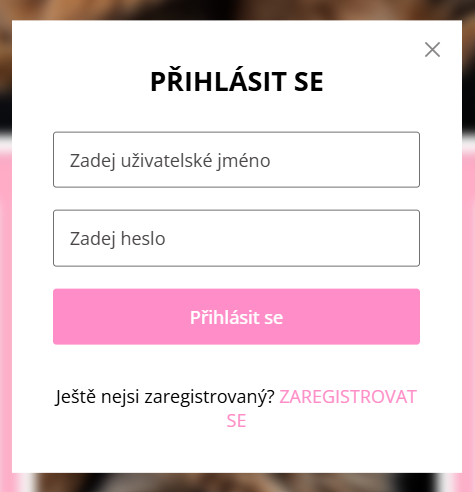 PŘIHLÁSIT SE
Zadej uživatelské jméno
Zadej heslo
Přihlásit se
Ještě nejsi zaregistrovaný? ZAREGISTROVAT
SE